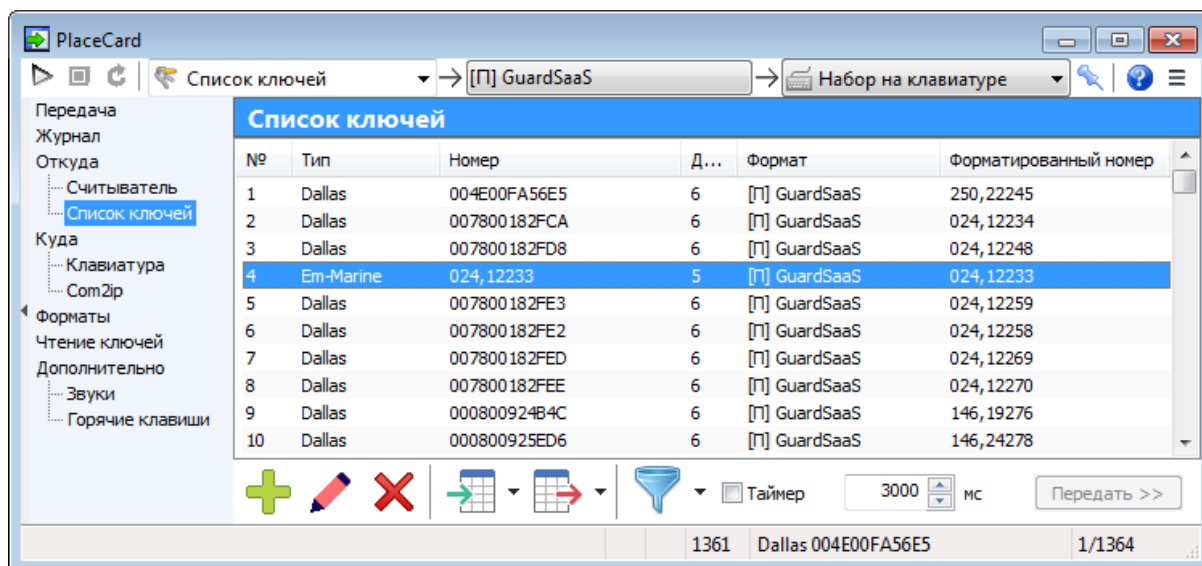 PlaceCard
Список ключей [П] GuardSaaS Набор на клавиатуре
Передача
Журнал
Откуда
Считыватель
Список ключей
Куда
Клавиатура
Com2ip
Форматы
Чтение ключей
Дополнительно
Звуки
Горячие клавиши
Список ключей
№ Тип Номер Д... Формат Форматированный номер
1 Dallas 004E00FA56E5 6 [П] GuardSaaS 250,22245
2 Dallas 007800182FCA 6 [П] GuardSaaS 024,12234
3 Dallas 007800182FD8 6 [П] GuardSaaS 024,12248
4 Em-Marine 024,12233 5 [П] GuardSaaS 024,12233
5 Dallas 007800182FE3 6 [П] GuardSaaS 024,12259
6 Dallas 007800182FE2 6 [П] GuardSaaS 024,12258
7 Dallas 007800182FED 6 [П] GuardSaaS 024,12269
8 Dallas 007800182FEE 6 [П] GuardSaaS 024,12270
9 Dallas 000800924B4C 6 [П] GuardSaaS 146,19276
10 Dallas 000800925ED6 6 [П] GuardSaaS 146,24278
Таймер 3000 мс Передать >>
1361 Dallas 004E00FA56E5 1/1364